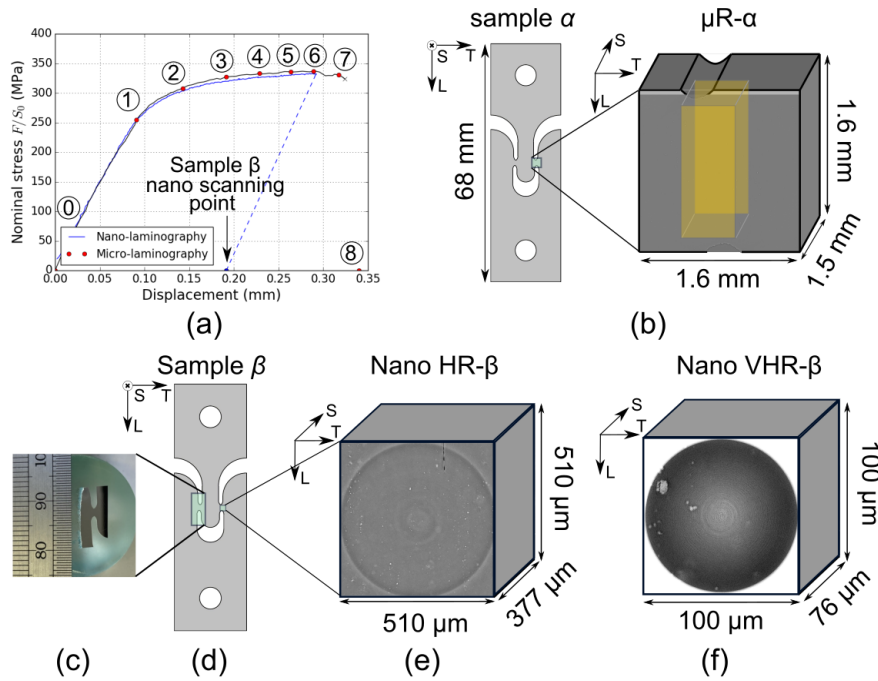 400
350
300
250
200
150
100
50
0
Nominal stress F/S₀ (MPa)
0
1
2
3
4
5
6
7
8
Sample β
nano scanning
point
Nano-laminography
Micro-laminography
0.00 0.05 0.10 0.15 0.20 0.25 0.30 0.35
Displacement (mm)
(a)
sample α
S
T
L
68 mm
μR-α
S
T
L
1.6 mm
1.5 mm
1.6 mm
(b)
10
90
80
(c)
Sample β
S
T
L
(d)
Nano HR-β
S
T
L
510 μm
377 μm
510 μm
(e)
Nano VHR-β
S
T
L
100 μm
76 μm
100 μm
(f)